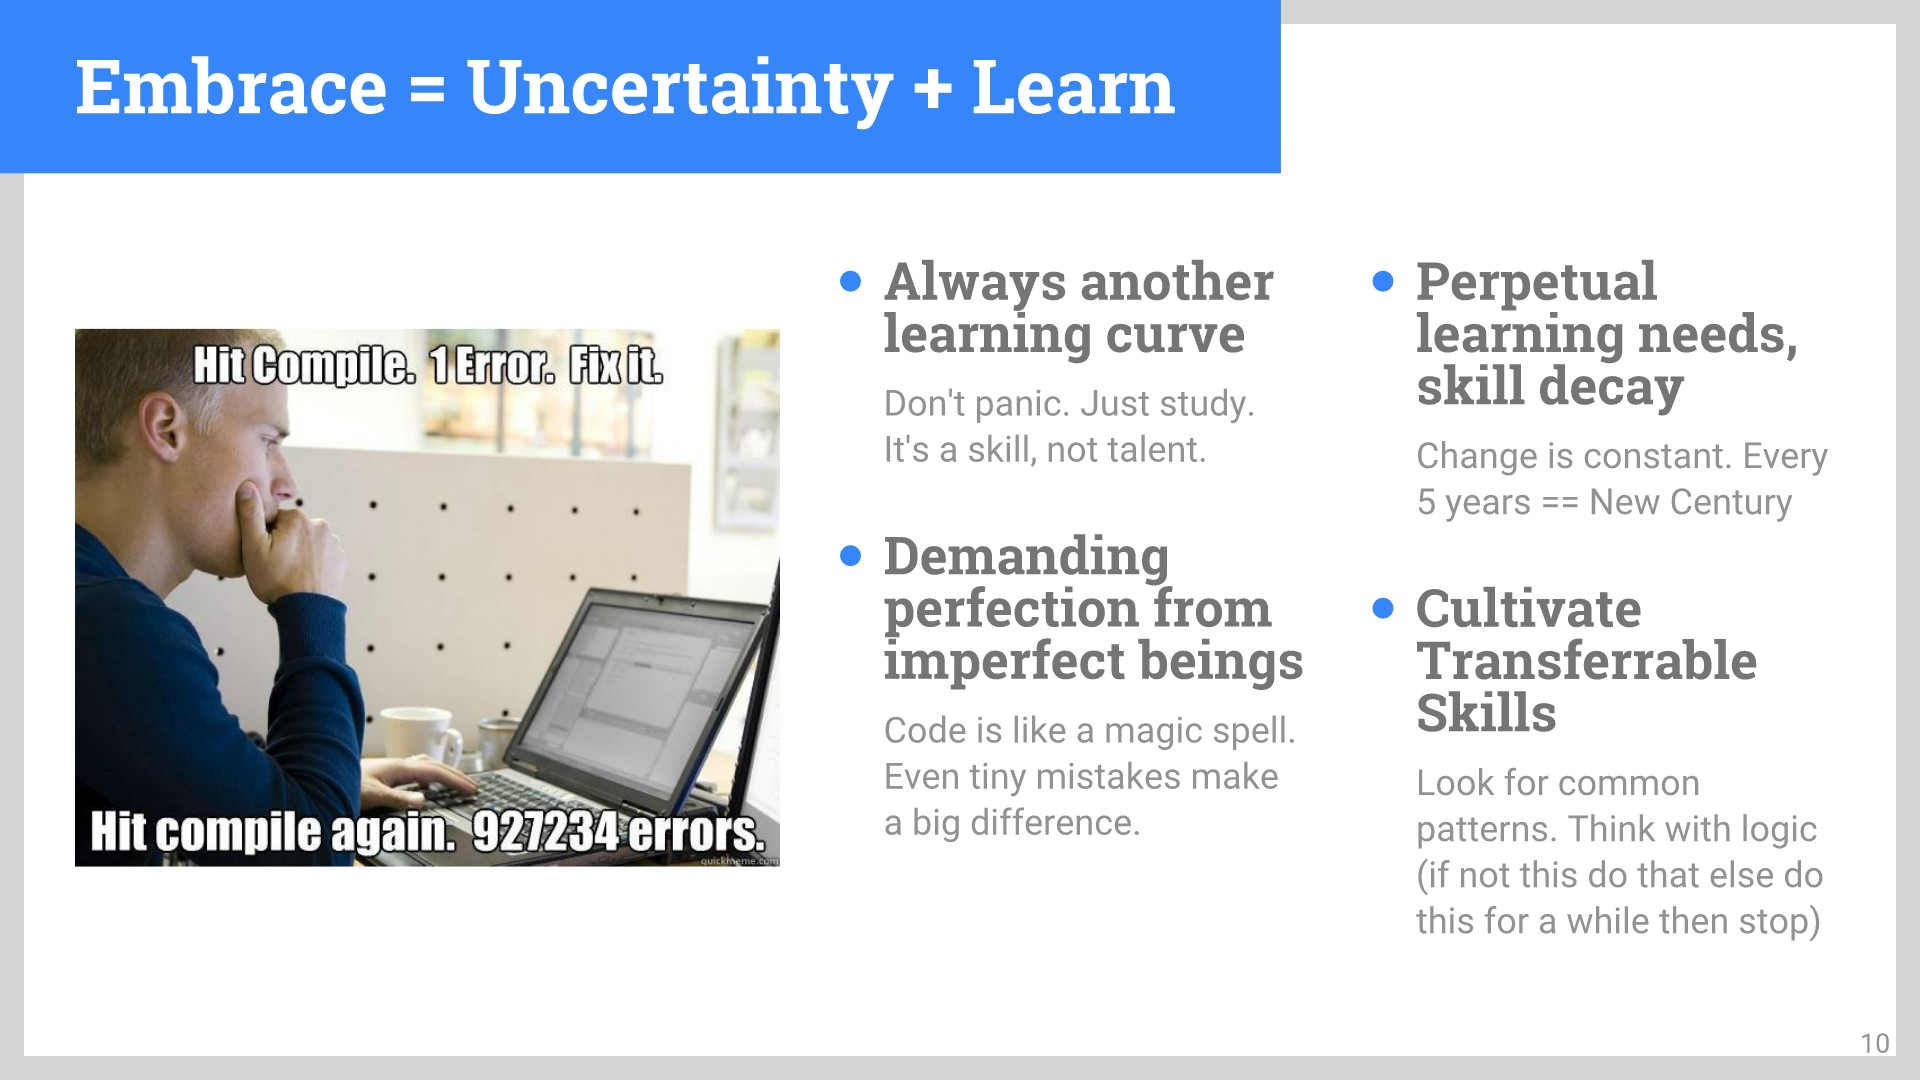 Embrace = Uncertainty + Learn
Hit Compile. 1 Error. Fix it.
Hit compile again. 927234 errors.
quickmeme.com
Always another
learning curve
Don't panic. Just study.
It's a skill, not talent.
Demanding
perfection from
imperfect beings
Code is like a magic spell.
Even tiny mistakes make
a big difference.
Perpetual
learning needs,
skill decay
Change is constant. Every
5 years == New Century
Cultivate
Transferrable
Skills
Look for common
patterns. Think with logic
(if not this do that else do
this for a while then stop)
10